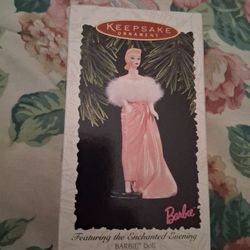 KEEPSAKE
ORNAMENT
Barbie
Featuring the Enchanted Evening
BARBIE Doll